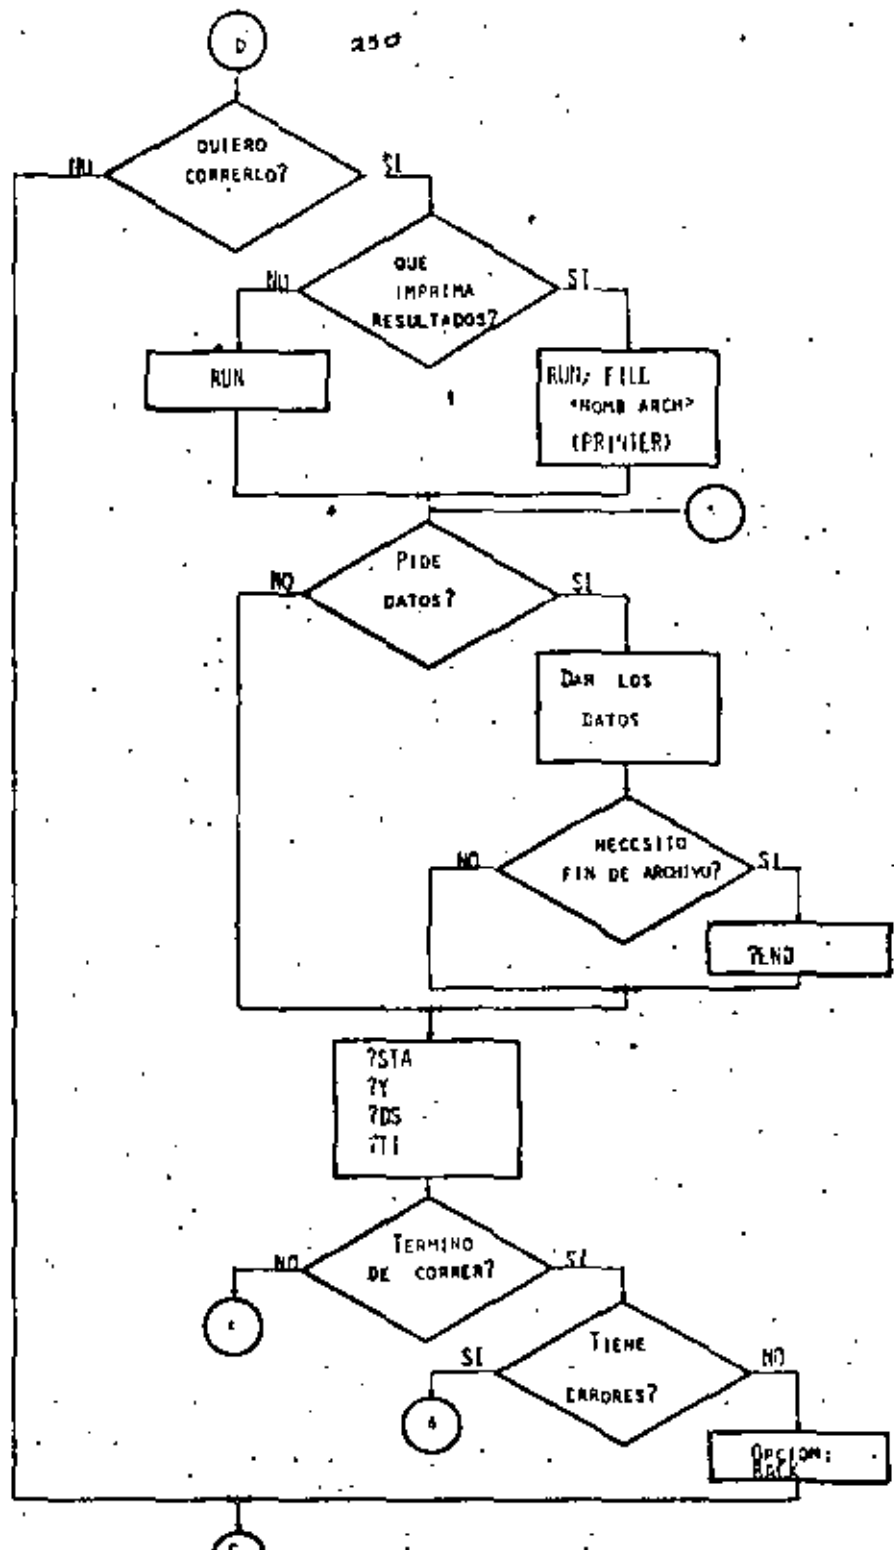 D
250
QUIERO
CORRERLO?
NO
SI
QUE
IMPRIMA
RESULTADOS?
NO
SI
RUN
RUN; FILE
<NOMB ARCH>
(PRINTER)
PIDE
DATOS?
NO
SI
DAR LOS
DATOS
NECESITO
FIN DE ARCHIVO?
NO
SI
?END
?STA
?Y
?DS
?TI
TERMINO
DE CORRER?
NO
SI
TIENE
ERRORES?
SI
NO
OPCION:
BACK